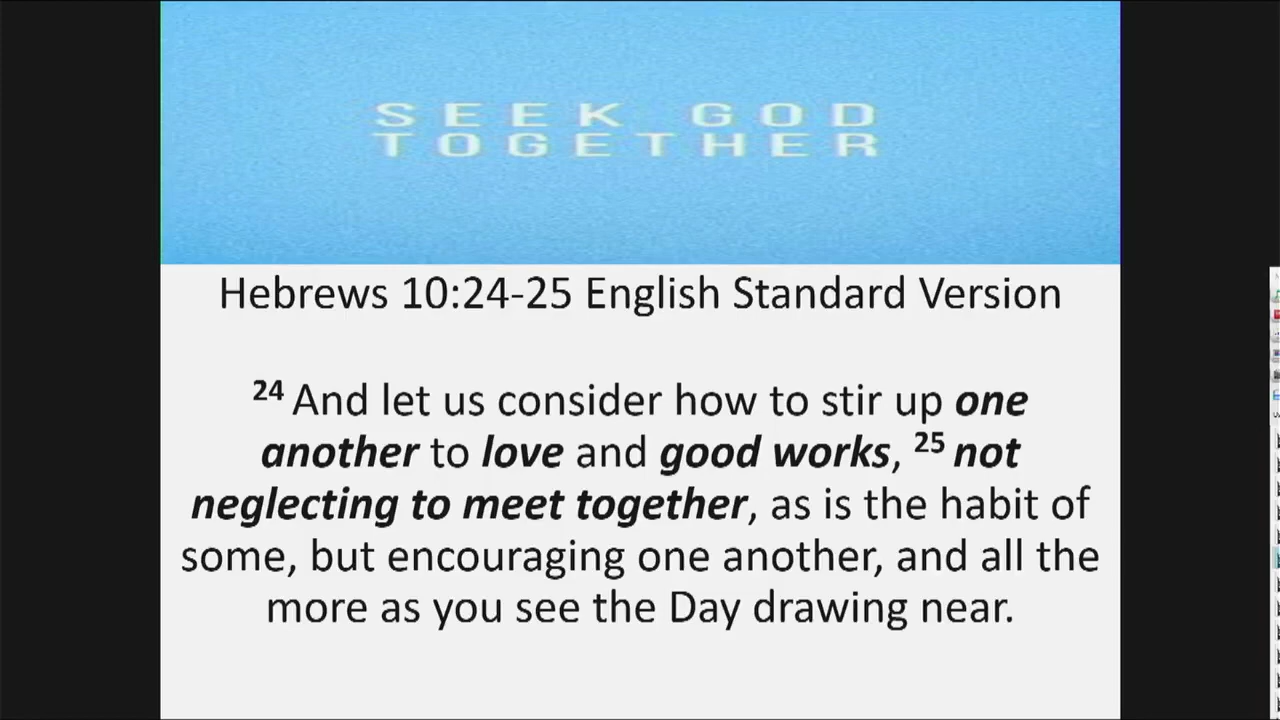 SEEK GOD
TOGETHER
Hebrews 10:24-25 English Standard Version
24 And let us consider how to stir up one
another to love and good works, 25 not
neglecting to meet together, as is the habit of
some, but encouraging one another, and all the
more as you see the Day drawing near.